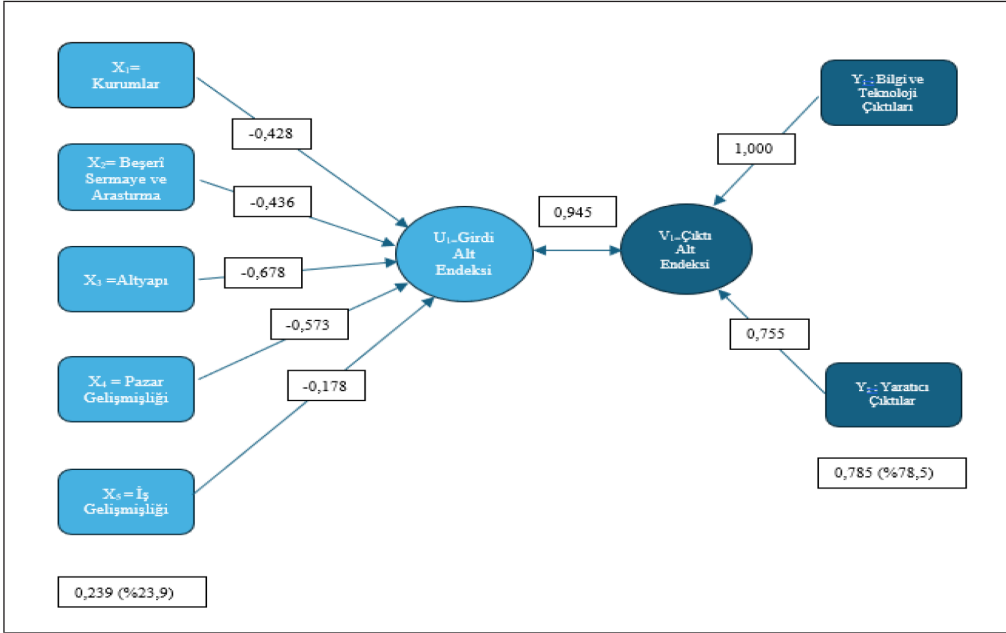 X₁=
Kurumlar
X₂= Beşerî
Sermaye ve
Arastırma
X₃ =Altyapı
X₄ = Pazar
Gelişmişliği
X₅ = İş
Gelişmişliği
0,239 (%23,9)
-0,428
-0,436
-0,678
-0,573
-0,178
U₁=Girdi
Alt
Endeksi
0,945
V₁=Çıktı
Alt
Endeksi
1,000
0,755
Y₁ : Bilgi ve
Teknoloji
Çıktıları
Y₂ : Yaratıcı
Çıktılar
0,785 (%78,5)